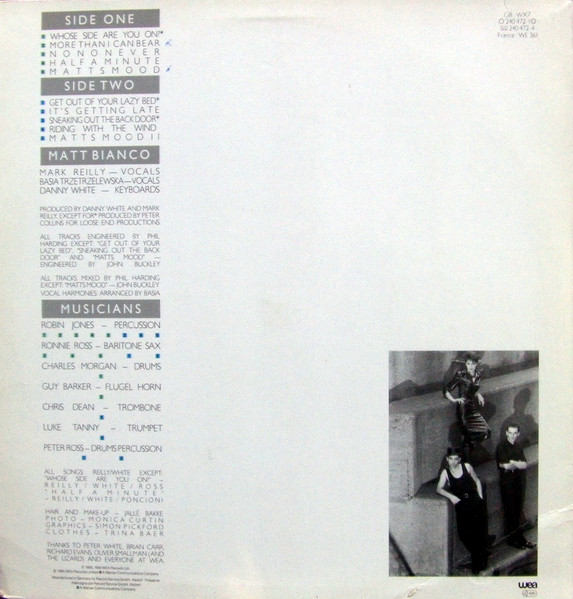 SIDE ONE
WHOSE SIDE ARE YOU ON?*
MORE THAN I CAN BEAR
NO NO NEVER
HALF A MINUTE
MATTS MOOD
SIDE TWO
GET OUT OF YOUR LAZY BED*
IT'S GETTING LATE
SNEAKING OUT THE BACK DOOR*
RIDING WITH THE WIND
MATTS MOOD II
MATT BIANCO
MARK REILLY — VOCALS
BASIA TRZETRZELEWSKA — VOCALS
DANNY WHITE — KEYBOARDS
PRODUCED BY DANNY WHITE AND MARK
REILLY, EXCEPT FOR* PRODUCED BY PETER
COLLINS FOR LOOSE END PRODUCTIONS
ALL TRACKS ENGINEERED BY PHIL
HARDING EXCEPT: "GET OUT OF YOUR
LAZY BED", "SNEAKING OUT THE BACK
DOOR" AND "MATTS MOOD" —
ENGINEERED BY JOHN BUCKLEY
ALL TRACKS MIXED BY PHIL HARDING
EXCEPT: "MATTS MOOD" — JOHN BUCKLEY
VOCAL HARMONIES: ARRANGED BY BASIA
MUSICIANS
ROBIN JONES — PERCUSSION
RONNIE ROSS — BARITONE SAX
CHARLES MORGAN — DRUMS
GUY BARKER — FLUGEL HORN
CHRIS DEAN — TROMBONE
LUKE TANNY — TRUMPET
PETER ROSS — DRUMS PERCUSSION
ALL SONGS REILLY/WHITE EXCEPT:
"WHOSE SIDE ARE YOU ON?" —
REILLY/WHITE/ROSS
"HALF A MINUTE"
— REILLY/WHITE/PONCIONI
HAIR AND MAKE-UP — JALLE BAKKE
PHOTO — MONICA CURTIN
GRAPHICS — SIMON PICKFORD
CLOTHES — TRINA BAER
THANKS TO PETER WHITE, BRIAN CARR,
RICHARD EVANS, OLIVER SMALLMAN (AND
THE LIZARDS) AND EVERYONE AT WEA.
GB: WX7
240 472-1
240 472-4
France: WE 361
wea